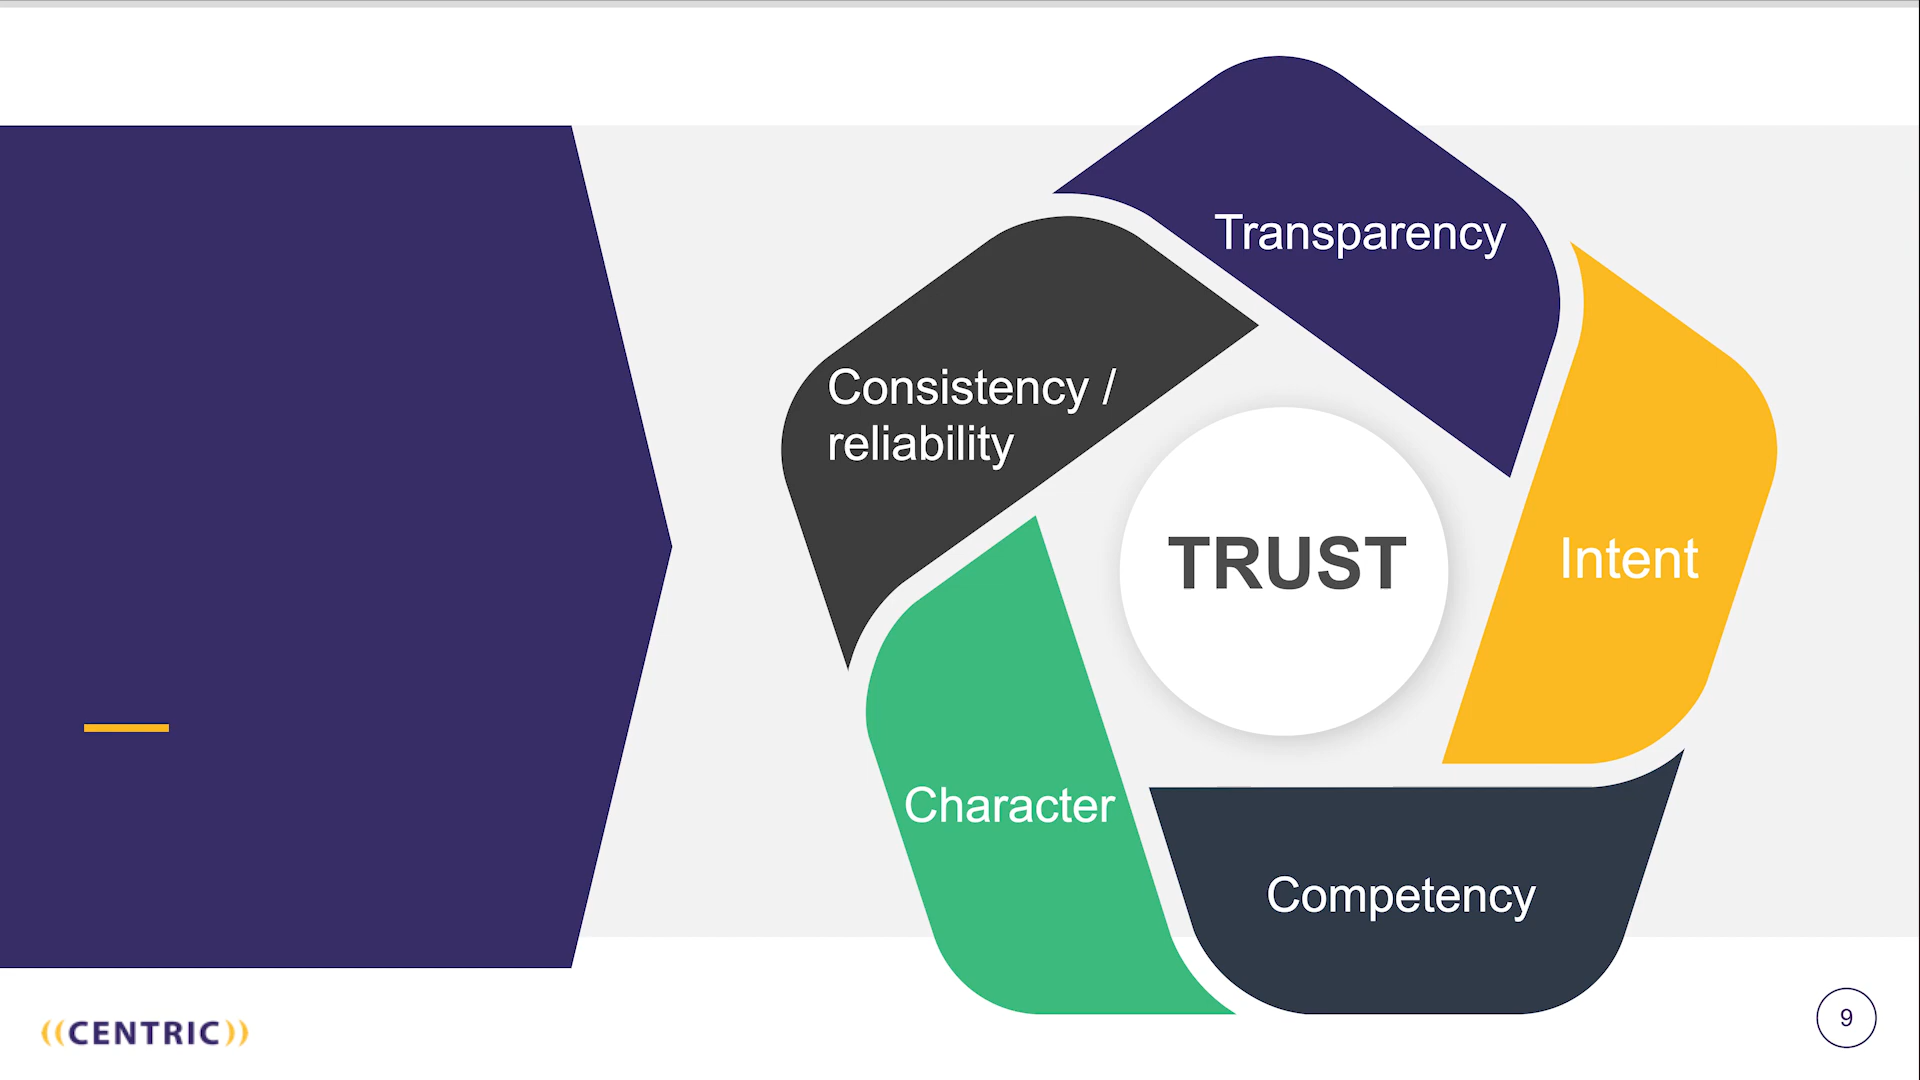 Transparency
Consistency /
reliability
TRUST
Intent
Character
Competency
((CENTRIC))
9